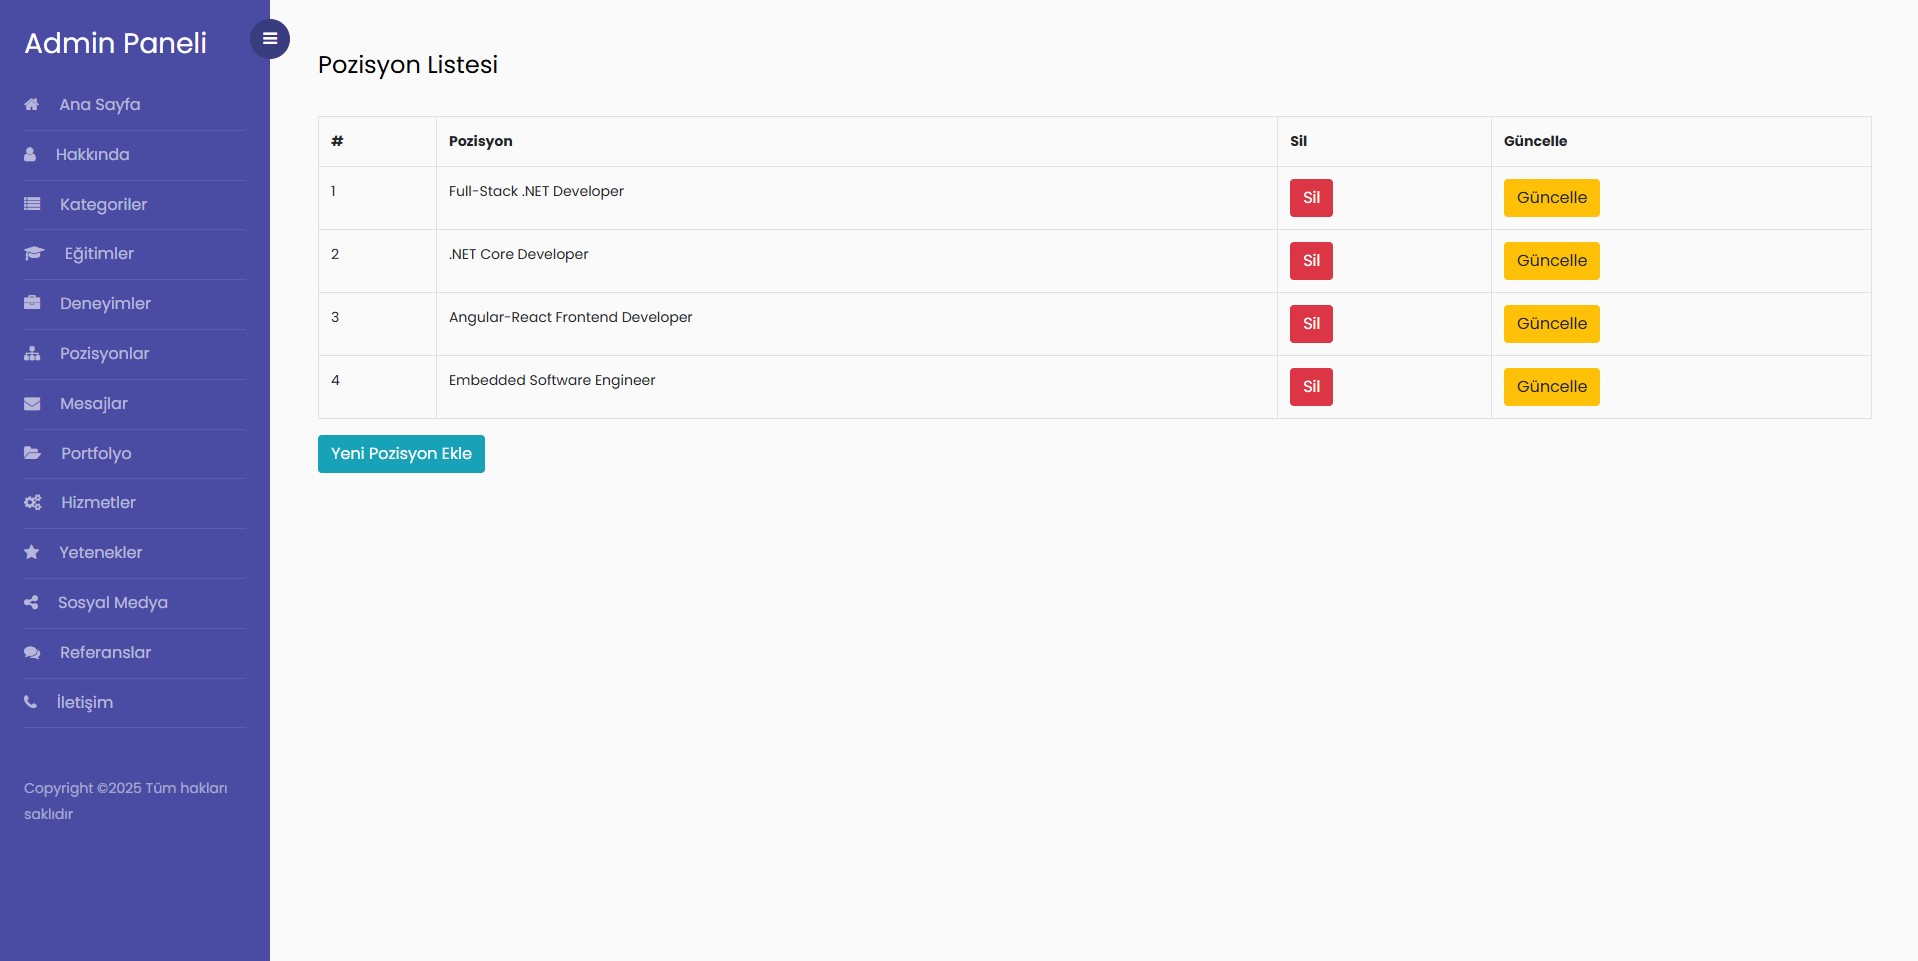 Admin Paneli
Ana Sayfa
Hakkında
Kategoriler
Eğitimler
Deneyimler
Pozisyonlar
Mesajlar
Portfolyo
Hizmetler
Yetenekler
Sosyal Medya
Referanslar
İletişim
Copyright ©2025 Tüm hakları
saklıdır
Pozisyon Listesi
# Pozisyon Sil Güncelle
1 Full-Stack .NET Developer Sil Güncelle
2 .NET Core Developer Sil Güncelle
3 Angular-React Frontend Developer Sil Güncelle
4 Embedded Software Engineer Sil Güncelle
Yeni Pozisyon Ekle